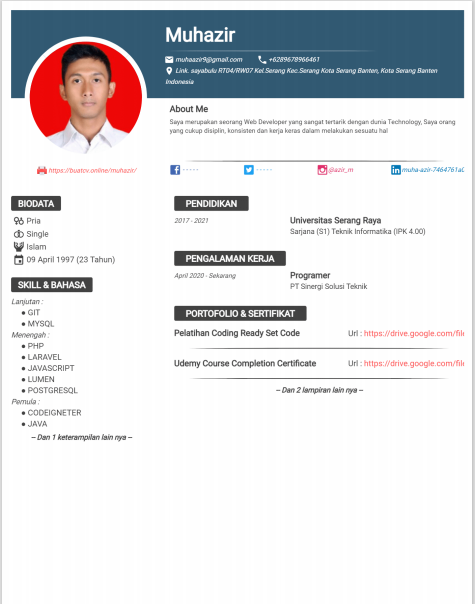 Muhazir
muhaazir9@gmail.com +6289678966461
Link. sayabulu RT04/RW07 Kel.Serang Kec.Serang Kota Serang Banten, Kota Serang Banten
Indonesia
About Me
Saya merupakan seorang Web Developer yang sangat tertarik dengan dunia Technology, Saya orang
yang cukup disiplin, konsisten dan kerja keras dalam melakukan sesuatu hal
https://buatcv.online/muhazir/
----- ----- @azir_m muha-azir-7464761a
BIODATA
Pria
Single
Islam
09 April 1997 (23 Tahun)
SKILL & BAHASA
Lanjutan :
● GIT
● MYSQL
Menengah :
● PHP
● LARAVEL
● JAVASCRIPT
● LUMEN
● POSTGRESQL
Pemula :
● CODEIGNETER
● JAVA
-- Dan 1 keterampilan lain nya --
PENDIDIKAN
2017 - 2021 Universitas Serang Raya
Sarjana (S1) Teknik Informatika (IPK 4.00)
PENGALAMAN KERJA
April 2020 - Sekarang Programer
PT Sinergi Solusi Teknik
PORTOFOLIO & SERTIFIKAT
Pelatihan Coding Ready Set Code Url : https://drive.google.com/fil
Udemy Course Completion Certificate Url : https://drive.google.com/fil
-- Dan 2 lampiran lain nya --